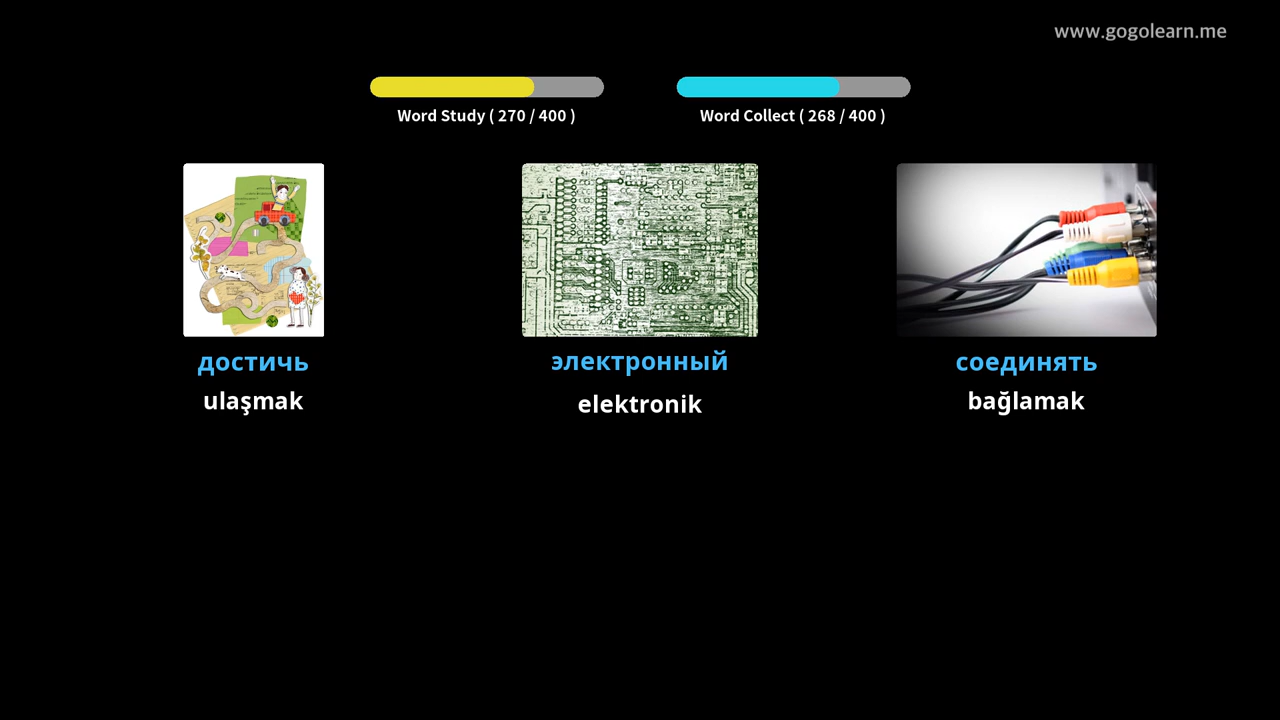 www.gogolearn.me
Word Study ( 270 / 400 )
Word Collect ( 268 / 400 )
достичь
ulaşmak
электронный
elektronik
соединять
bağlamak